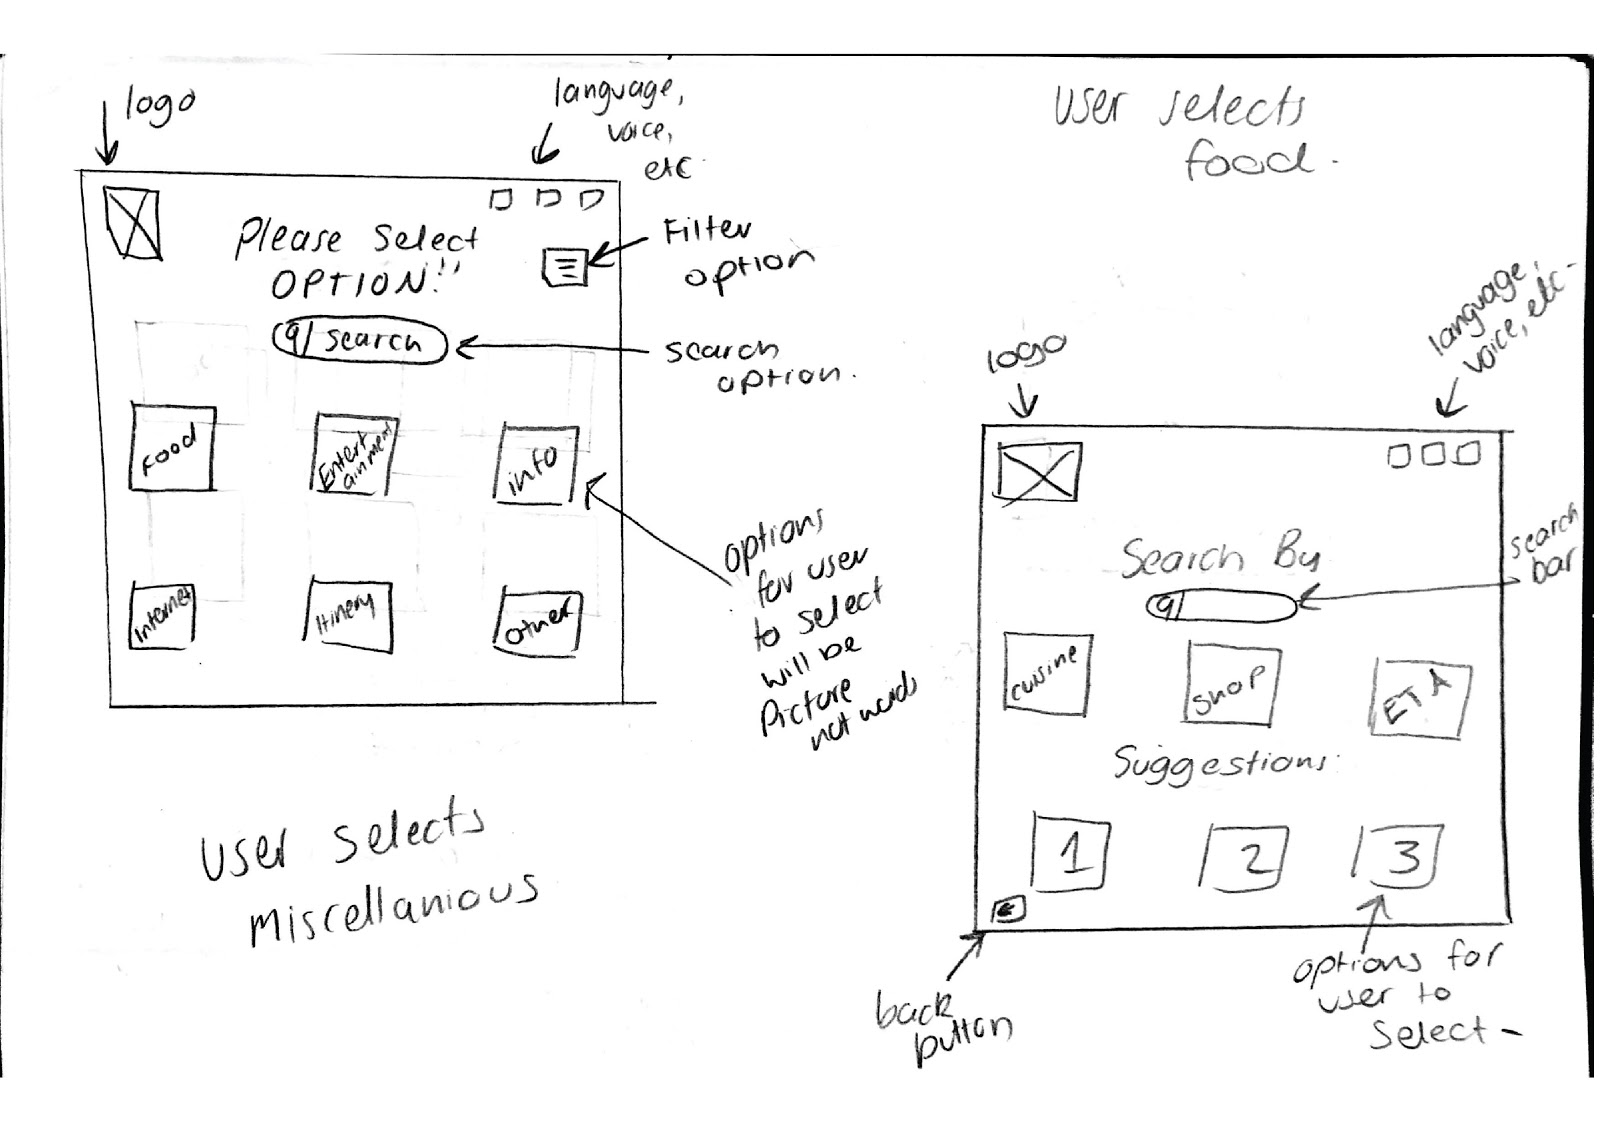 logo
language,
voice,
etc.
Please Select
OPTION!!
Filter
option
search
search
option.
Food
Entert
ainment
info
options
for user
to select
will be
Picture
not words
Internet
Itinery
Other
User selects
miscellanious
User selects
food.
logo
language,
voice, etc-
Search By
search
bar
cuisine
shop
ETA
Suggestions:
1
2
3
back
button
options for
user to
select -